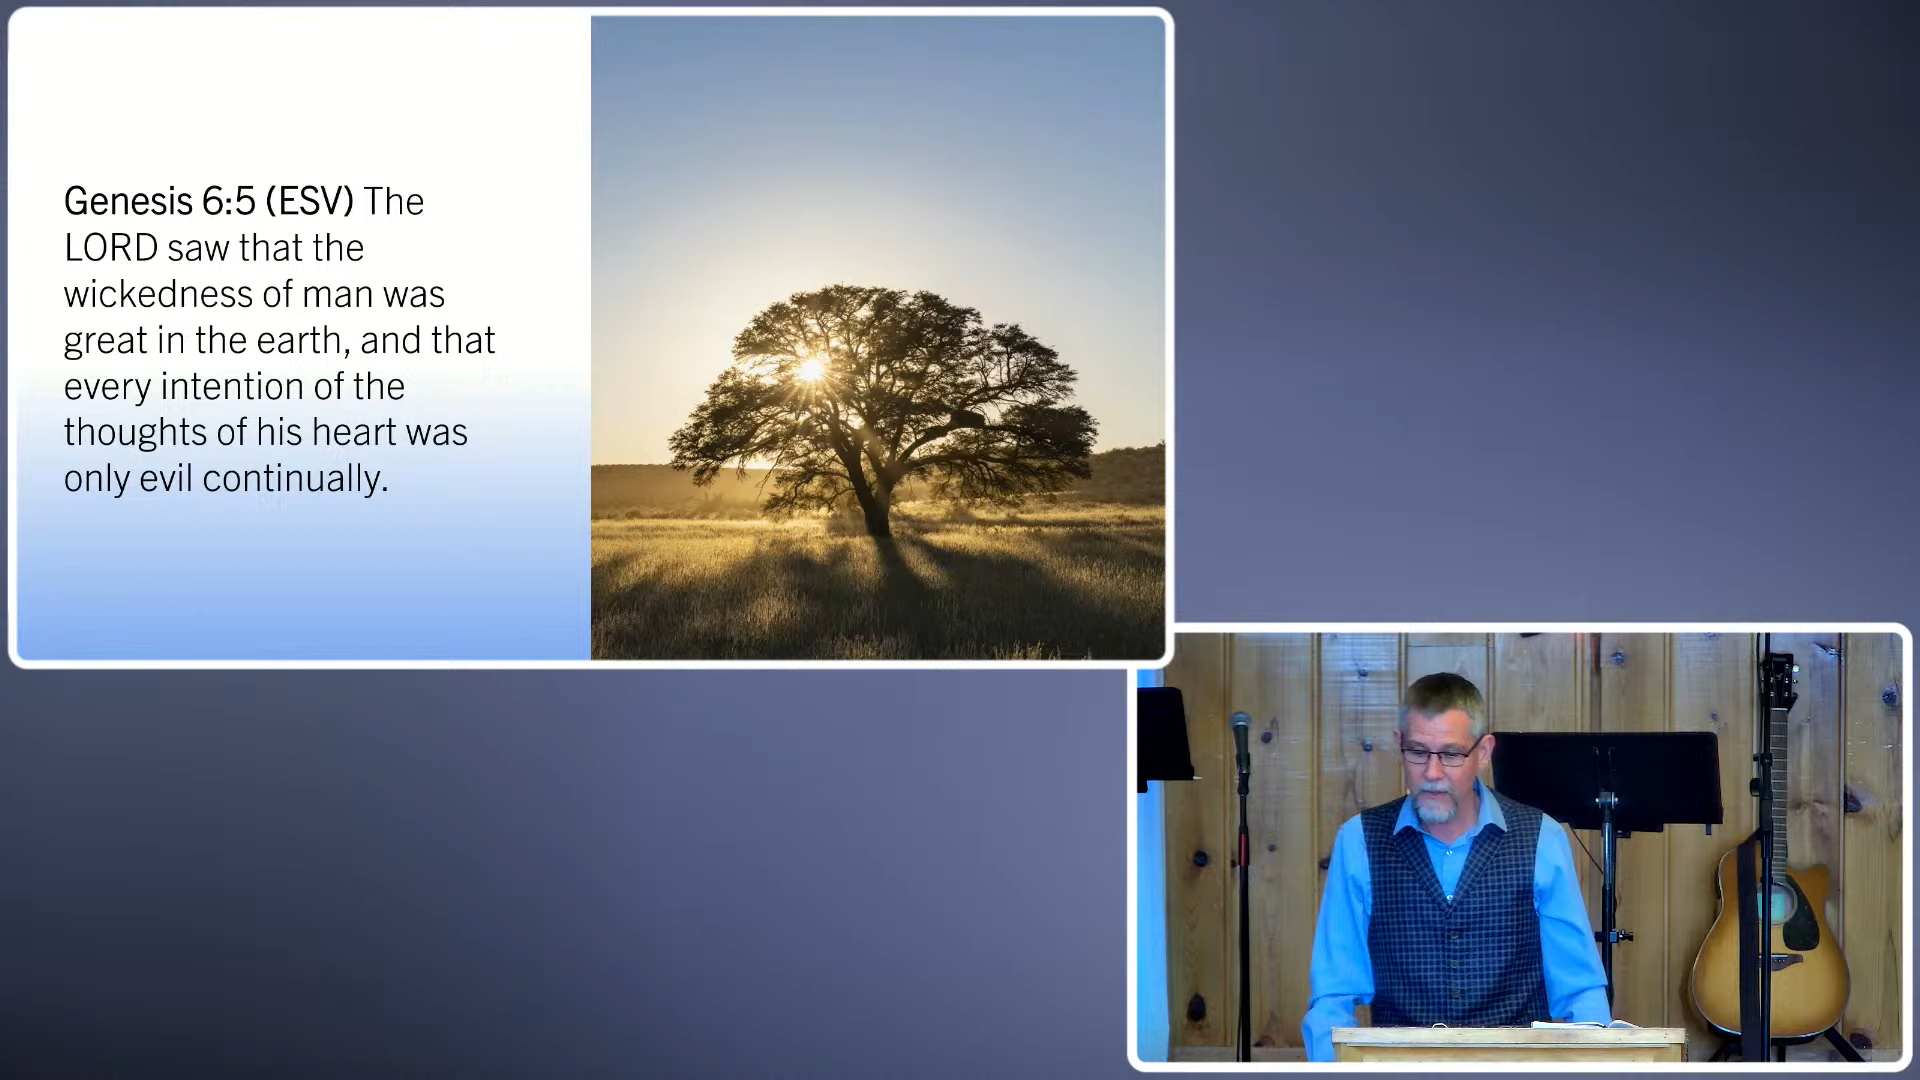 Genesis 6:5 (ESV) The
LORD saw that the
wickedness of man was
great in the earth, and that
every intention of the
thoughts of his heart was
only evil continually.